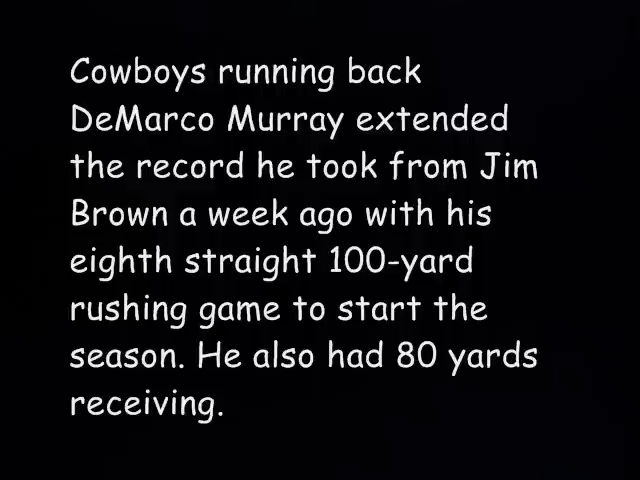 Cowboys running back
DeMarco Murray extended
the record he took from Jim
Brown a week ago with his
eighth straight 100-yard
rushing game to start the
season. He also had 80 yards
receiving.